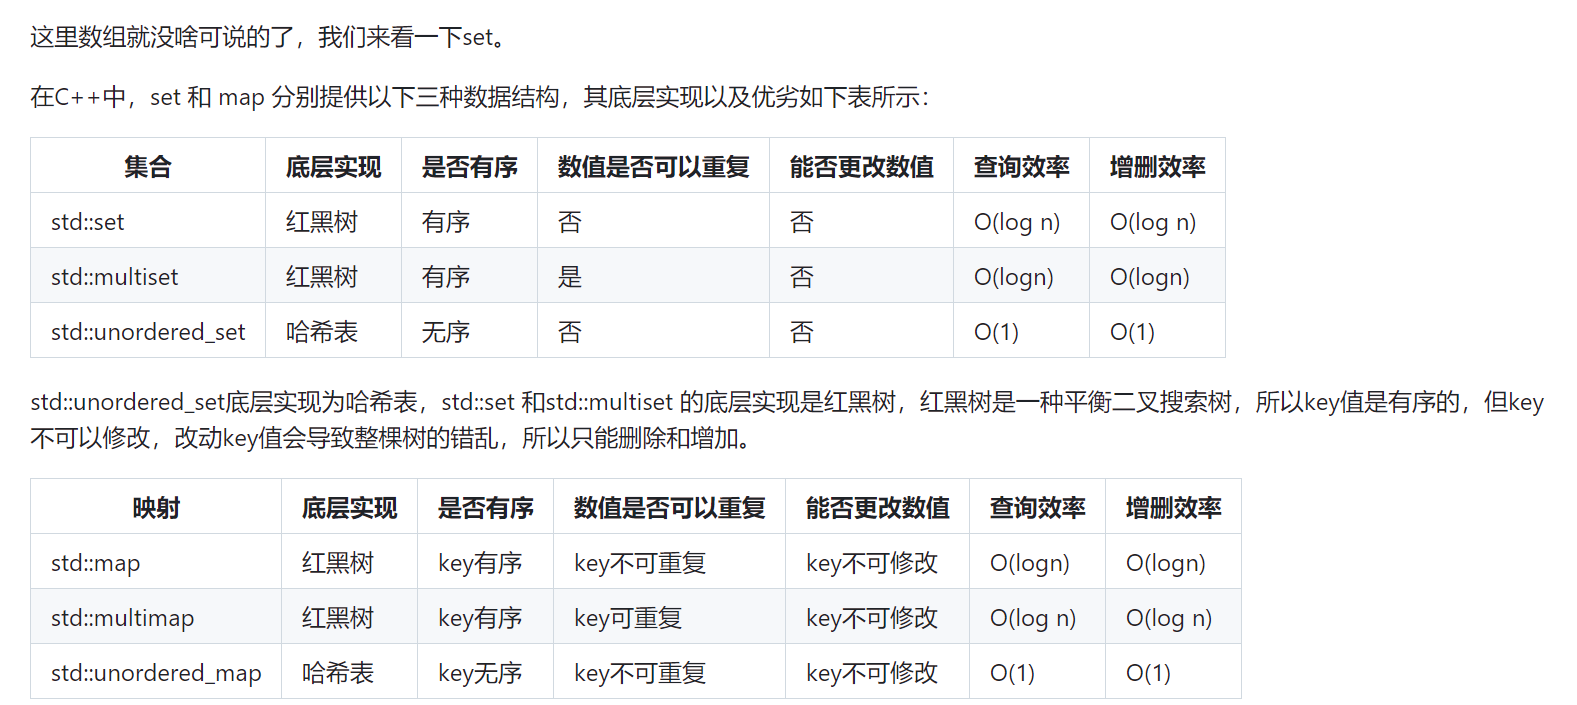 这里数组就没啥可说的了，我们来看一下set。
在C++中，set 和 map 分别提供以下三种数据结构，其底层实现以及优劣如下表所示：
集合 底层实现 是否有序 数值是否可以重复 能否更改数值 查询效率 增删效率
std::set 红黑树 有序 否 否 O(log n) O(log n)
std::multiset 红黑树 有序 是 否 O(logn) O(logn)
std::unordered_set 哈希表 无序 否 否 O(1) O(1)
std::unordered_set底层实现为哈希表，std::set 和std::multiset 的底层实现是红黑树，红黑树是一种平衡二叉搜索树，所以key值是有序的，但key
不可以修改，改动key值会导致整棵树的错乱，所以只能删除和增加。
映射 底层实现 是否有序 数值是否可以重复 能否更改数值 查询效率 增删效率
std::map 红黑树 key有序 key不可重复 key不可修改 O(logn) O(logn)
std::multimap 红黑树 key有序 key可重复 key不可修改 O(log n) O(log n)
std::unordered_map 哈希表 key无序 key不可重复 key不可修改 O(1) O(1)